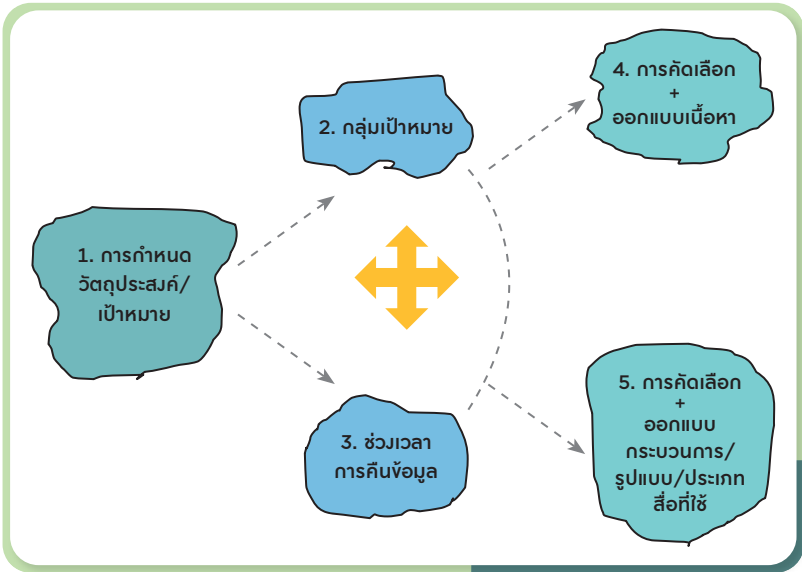 1. การกำหนด
วัตถุประสงค์/
เป้าหมาย
2. กลุ่มเป้าหมาย
3. ช่วงเวลา
การคืนข้อมูล
4. การคัดเลือก
+
ออกแบบเนื้อหา
5. การคัดเลือก
+
ออกแบบ
กระบวนการ/
รูปแบบ/ประเภท
สื่อที่ใช้